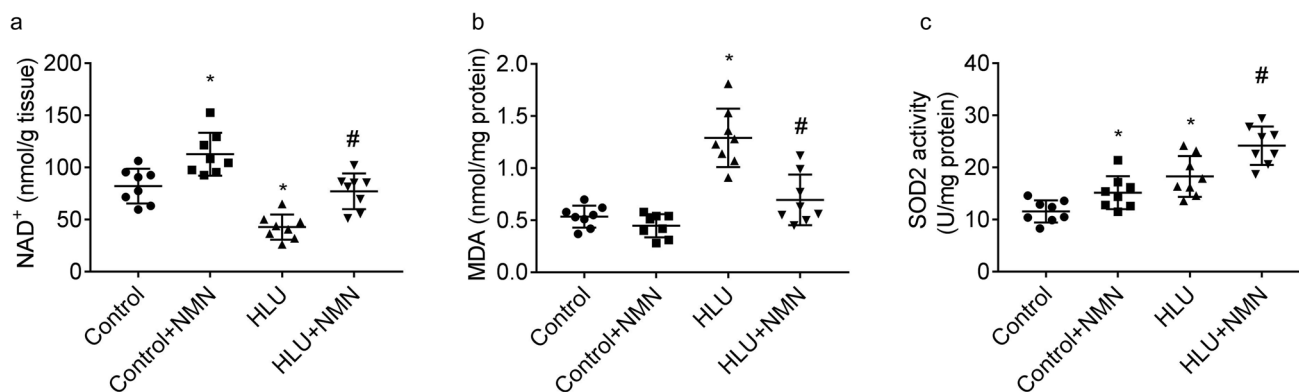 a
NAD⁺ (nmol/g tissue)
200
150
100
50
0
*
*
#
Control
Control+NMN
HLU
HLU+NMN
b
MDA (nmol/mg protein)
2.0
1.5
1.0
0.5
0.0
*
#
Control
Control+NMN
HLU
HLU+NMN
c
SOD2 activity
(U/mg protein)
40
30
20
10
0
*
*
#
Control
Control+NMN
HLU
HLU+NMN